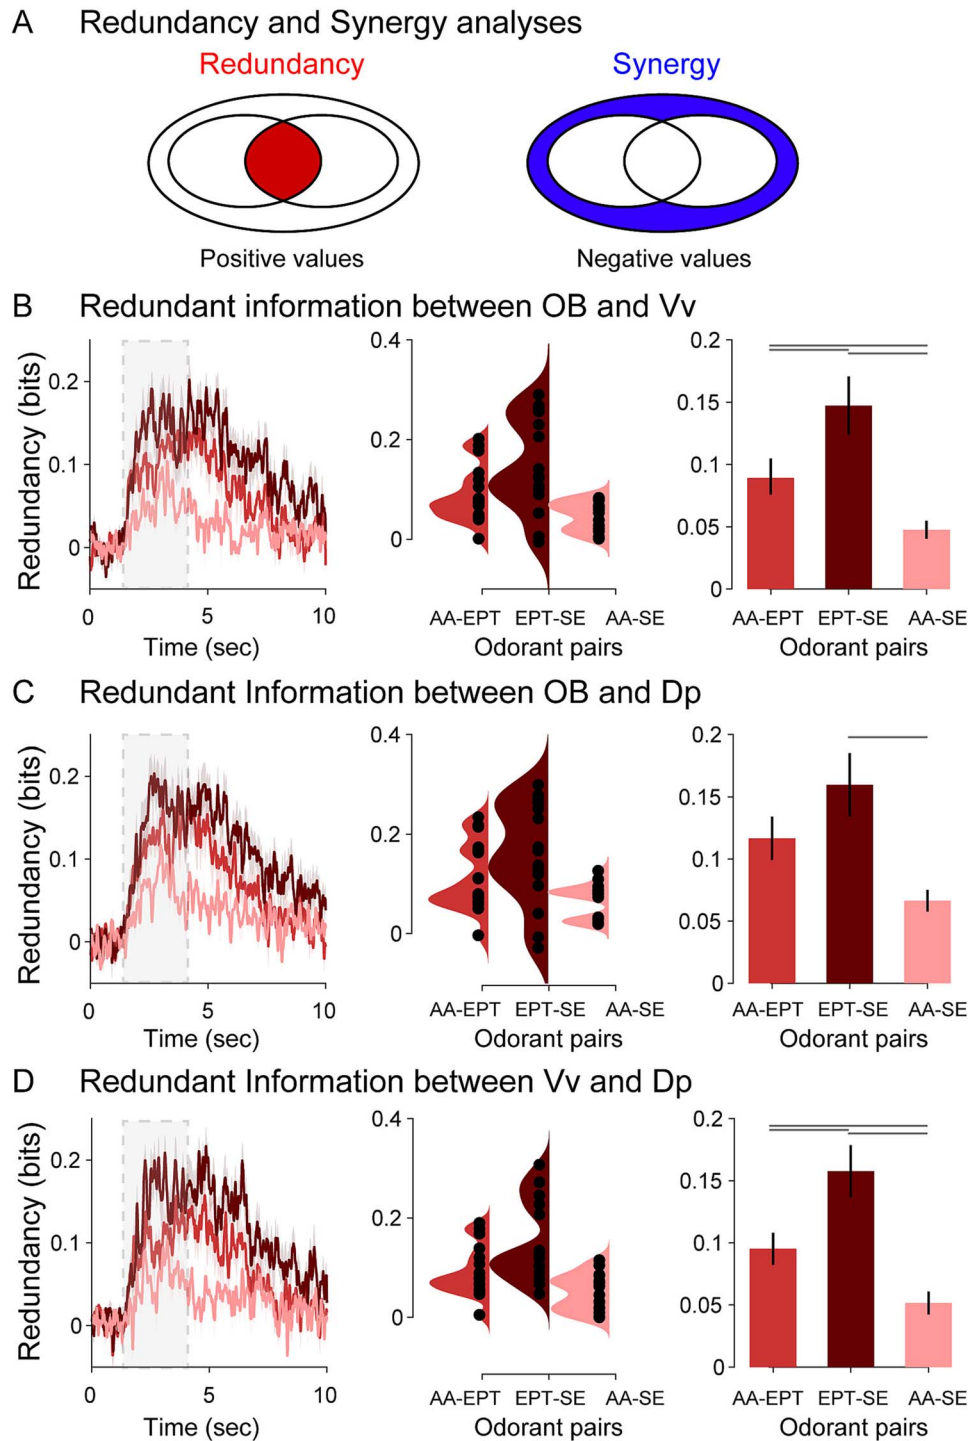 A Redundancy and Synergy analyses
Redundancy Synergy
Positive values Negative values
B Redundant information between OB and Vv
Redundancy (bits)
0.2
0.1
0
0 5 10
Time (sec)
0.4
0.2
0
AA-EPT EPT-SE AA-SE
Odorant pairs
0.2
0.15
0.1
0.05
0
AA-EPT EPT-SE AA-SE
Odorant pairs
C Redundant Information between OB and Dp
Redundancy (bits)
0.2
0.1
0
0 5 10
Time (sec)
0.4
0.2
0
AA-EPT EPT-SE AA-SE
Odorant pairs
0.2
0.15
0.1
0.05
0
AA-EPT EPT-SE AA-SE
Odorant pairs
D Redundant Information between Vv and Dp
Redundancy (bits)
0.2
0.1
0
0 5 10
Time (sec)
0.4
0.2
0
AA-EPT EPT-SE AA-SE
Odorant pairs
0.2
0.15
0.1
0.05
0
AA-EPT EPT-SE AA-SE
Odorant pairs